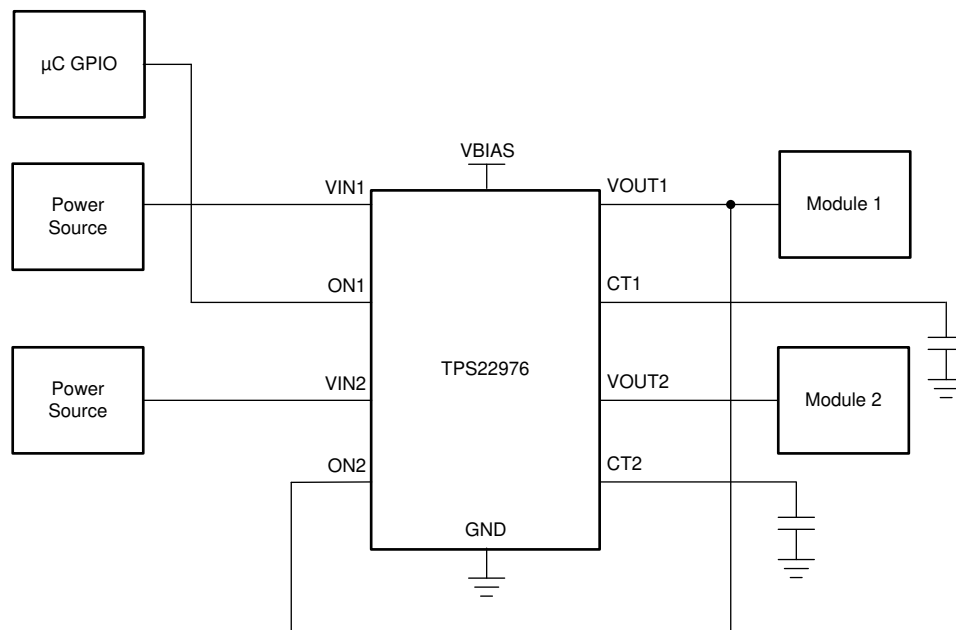 µC GPIO
VBIAS
VIN1
VOUT1
Power
Source
Module 1
ON1
CT1
TPS22976
VIN2
VOUT2
Power
Source
Module 2
ON2
CT2
GND